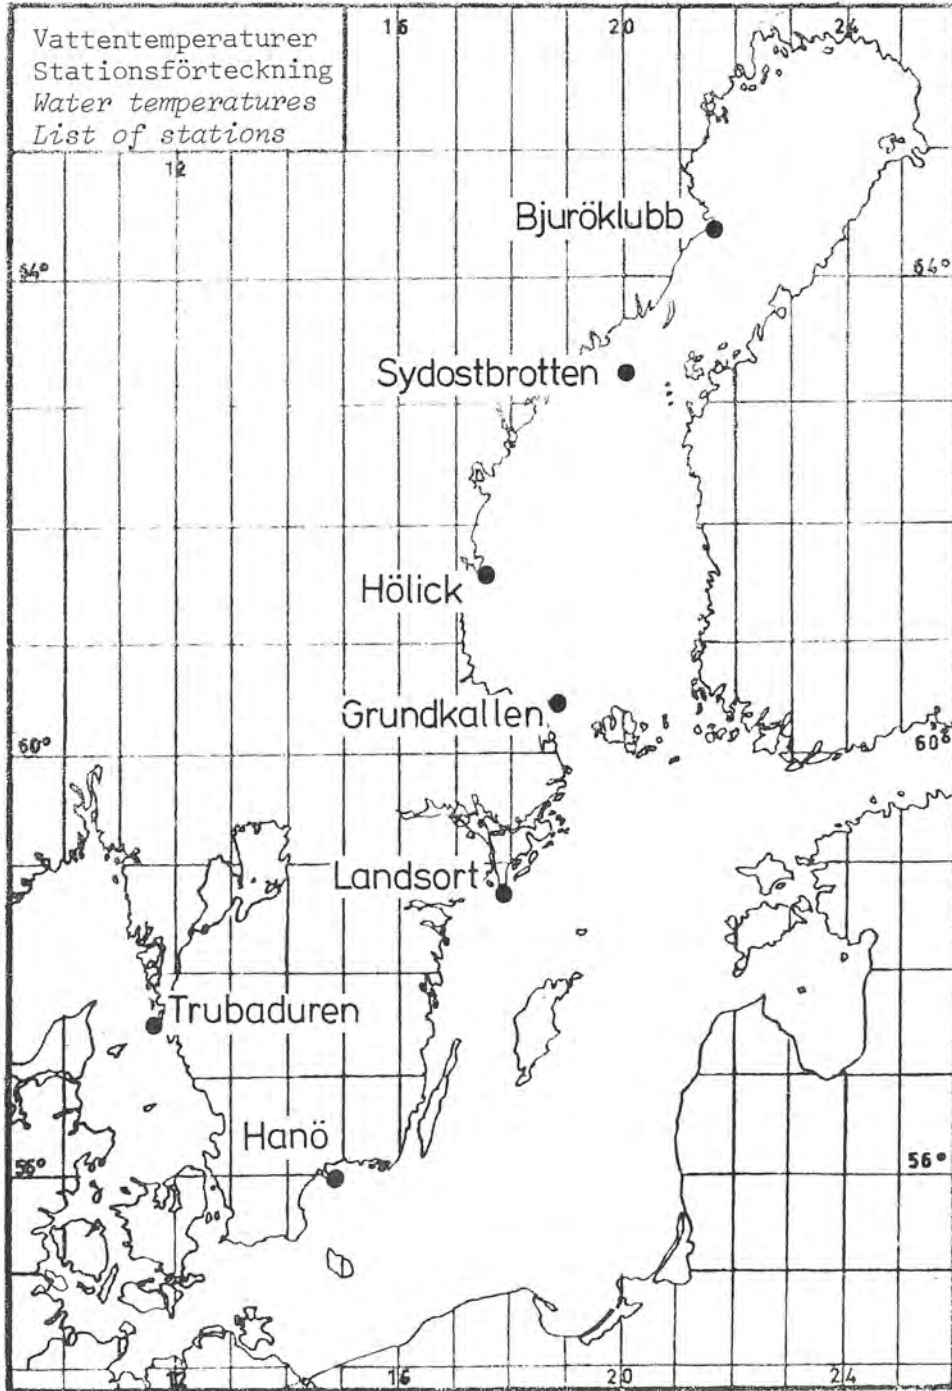 Vattentemperaturer
Stationsförteckning
Water temperatures
List of stations
16 20 24
12
Bjuröklubb
64° 64°
Sydostbrotten
Hölick
Grundkallen
60° 60°
Landsort
Trubaduren
Hanö
56° 56°
12 16 20 24